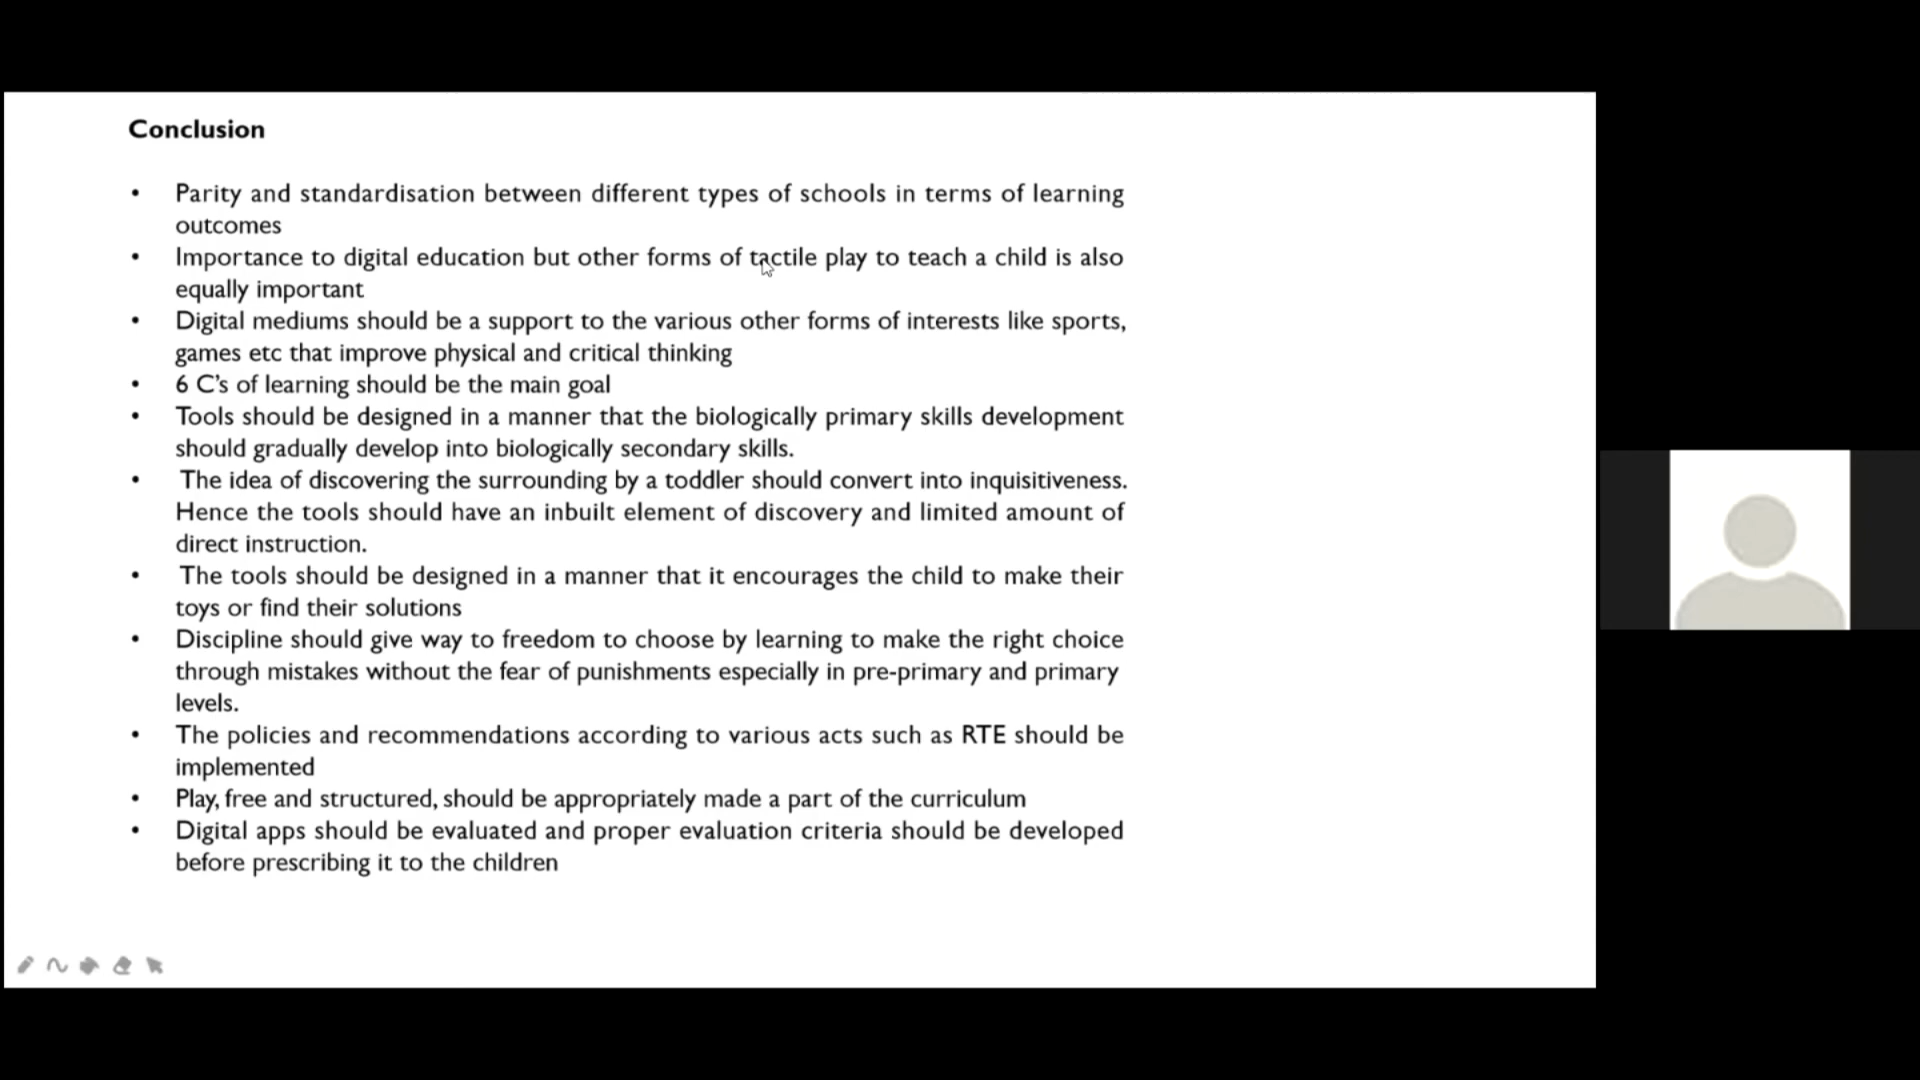 Conclusion
• Parity and standardisation between different types of schools in terms of learning
outcomes
• Importance to digital education but other forms of tactile play to teach a child is also
equally important
• Digital mediums should be a support to the various other forms of interests like sports,
games etc that improve physical and critical thinking
• 6 C’s of learning should be the main goal
• Tools should be designed in a manner that the biologically primary skills development
should gradually develop into biologically secondary skills.
• The idea of discovering the surrounding by a toddler should convert into inquisitiveness.
Hence the tools should have an inbuilt element of discovery and limited amount of
direct instruction.
• The tools should be designed in a manner that it encourages the child to make their
toys or find their solutions
• Discipline should give way to freedom to choose by learning to make the right choice
through mistakes without the fear of punishments especially in pre-primary and primary
levels.
• The policies and recommendations according to various acts such as RTE should be
implemented
• Play, free and structured, should be appropriately made a part of the curriculum
• Digital apps should be evaluated and proper evaluation criteria should be developed
before prescribing it to the children